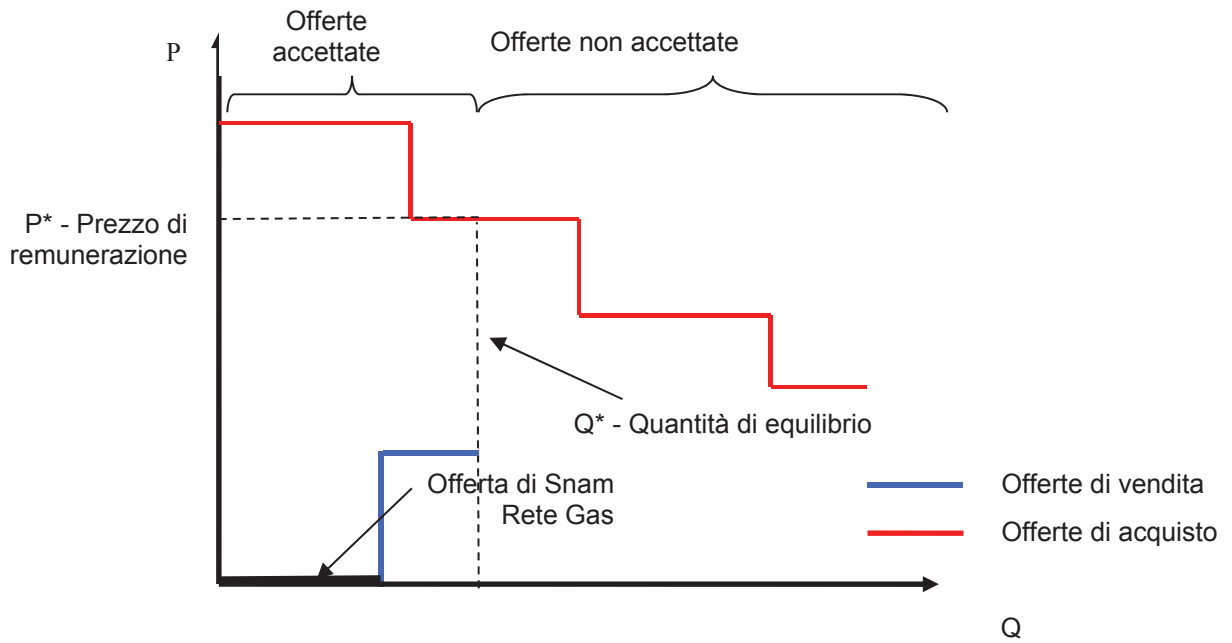 Offerte
accettate
Offerte non accettate
P
P* - Prezzo di
remunerazione
Q* - Quantità di equilibrio
Offerta di Snam
Rete Gas
Offerte di vendita
Offerte di acquisto
Q